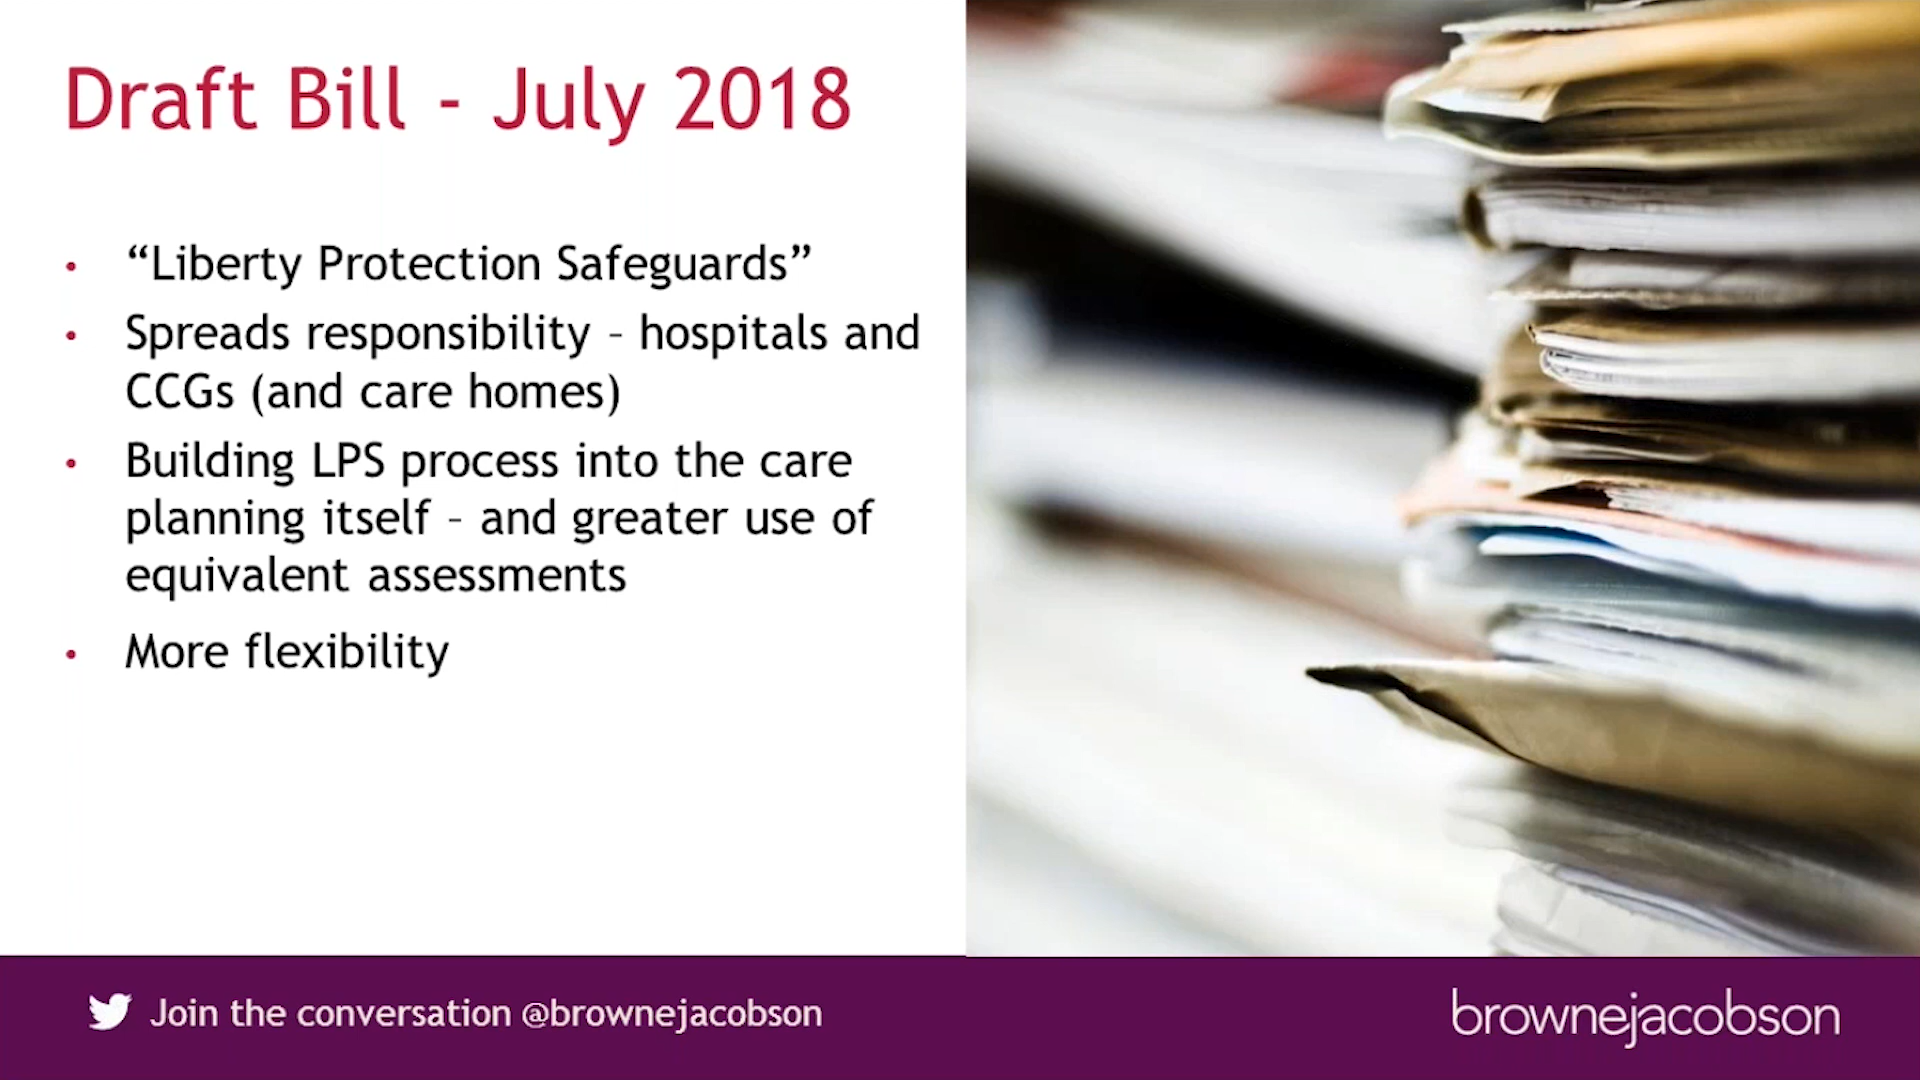 Draft Bill - July 2018
• “Liberty Protection Safeguards”
• Spreads responsibility – hospitals and
CCGs (and care homes)
• Building LPS process into the care
planning itself – and greater use of
equivalent assessments
• More flexibility
Join the conversation @brownejacobson
brownejacobson